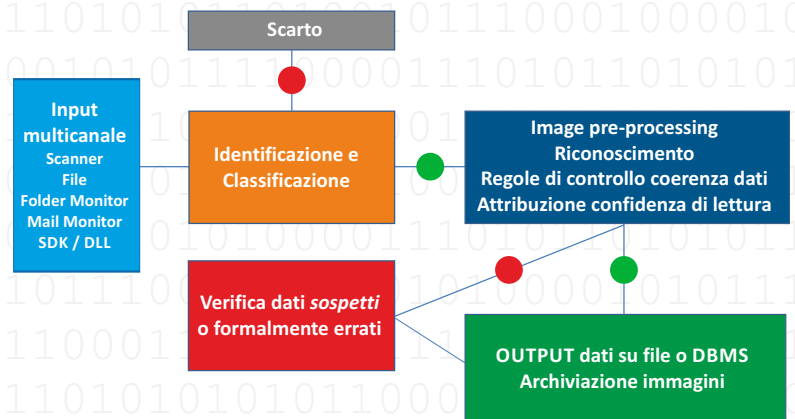 Scarto
Input
multicanale
Scanner
File
Folder Monitor
Mail Monitor
SDK / DLL
Identificazione e
Classificazione
Image pre-processing
Riconoscimento
Regole di controllo coerenza dati
Attribuzione confidenza di lettura
Verifica dati sospetti
o formalmente errati
OUTPUT dati su file o DBMS
Archiviazione immagini